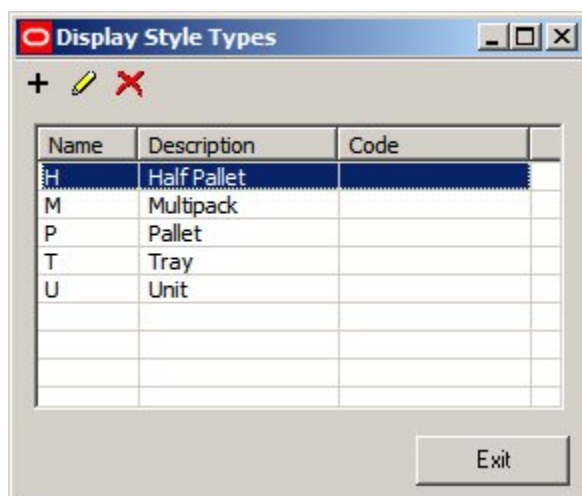 Display Style Types
Name Description Code
H Half Pallet
M Multipack
P Pallet
T Tray
U Unit
Exit